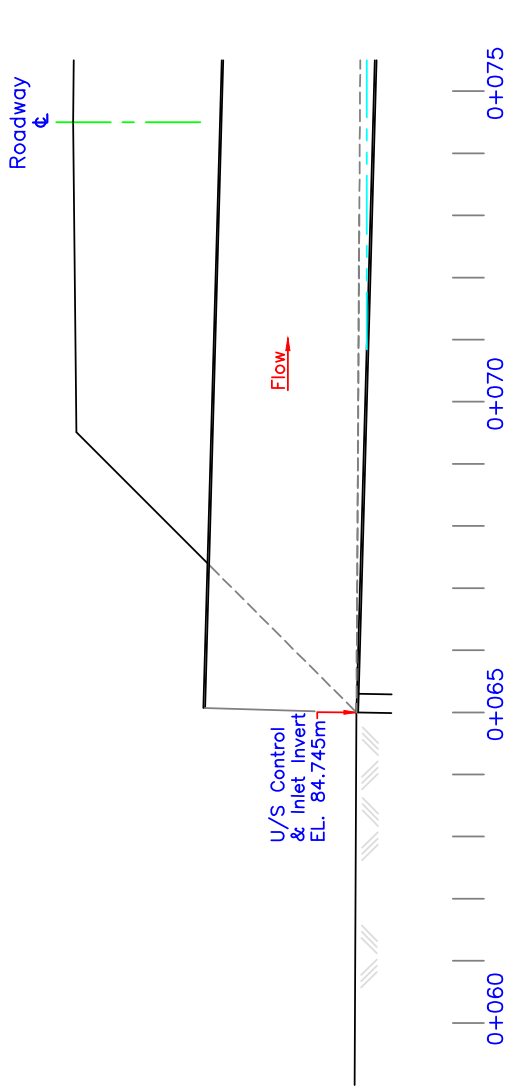 Roadway
℄
Flow
U/S Control
& Inlet Invert
EL. 84.745m
0+060
0+065
0+070
0+075